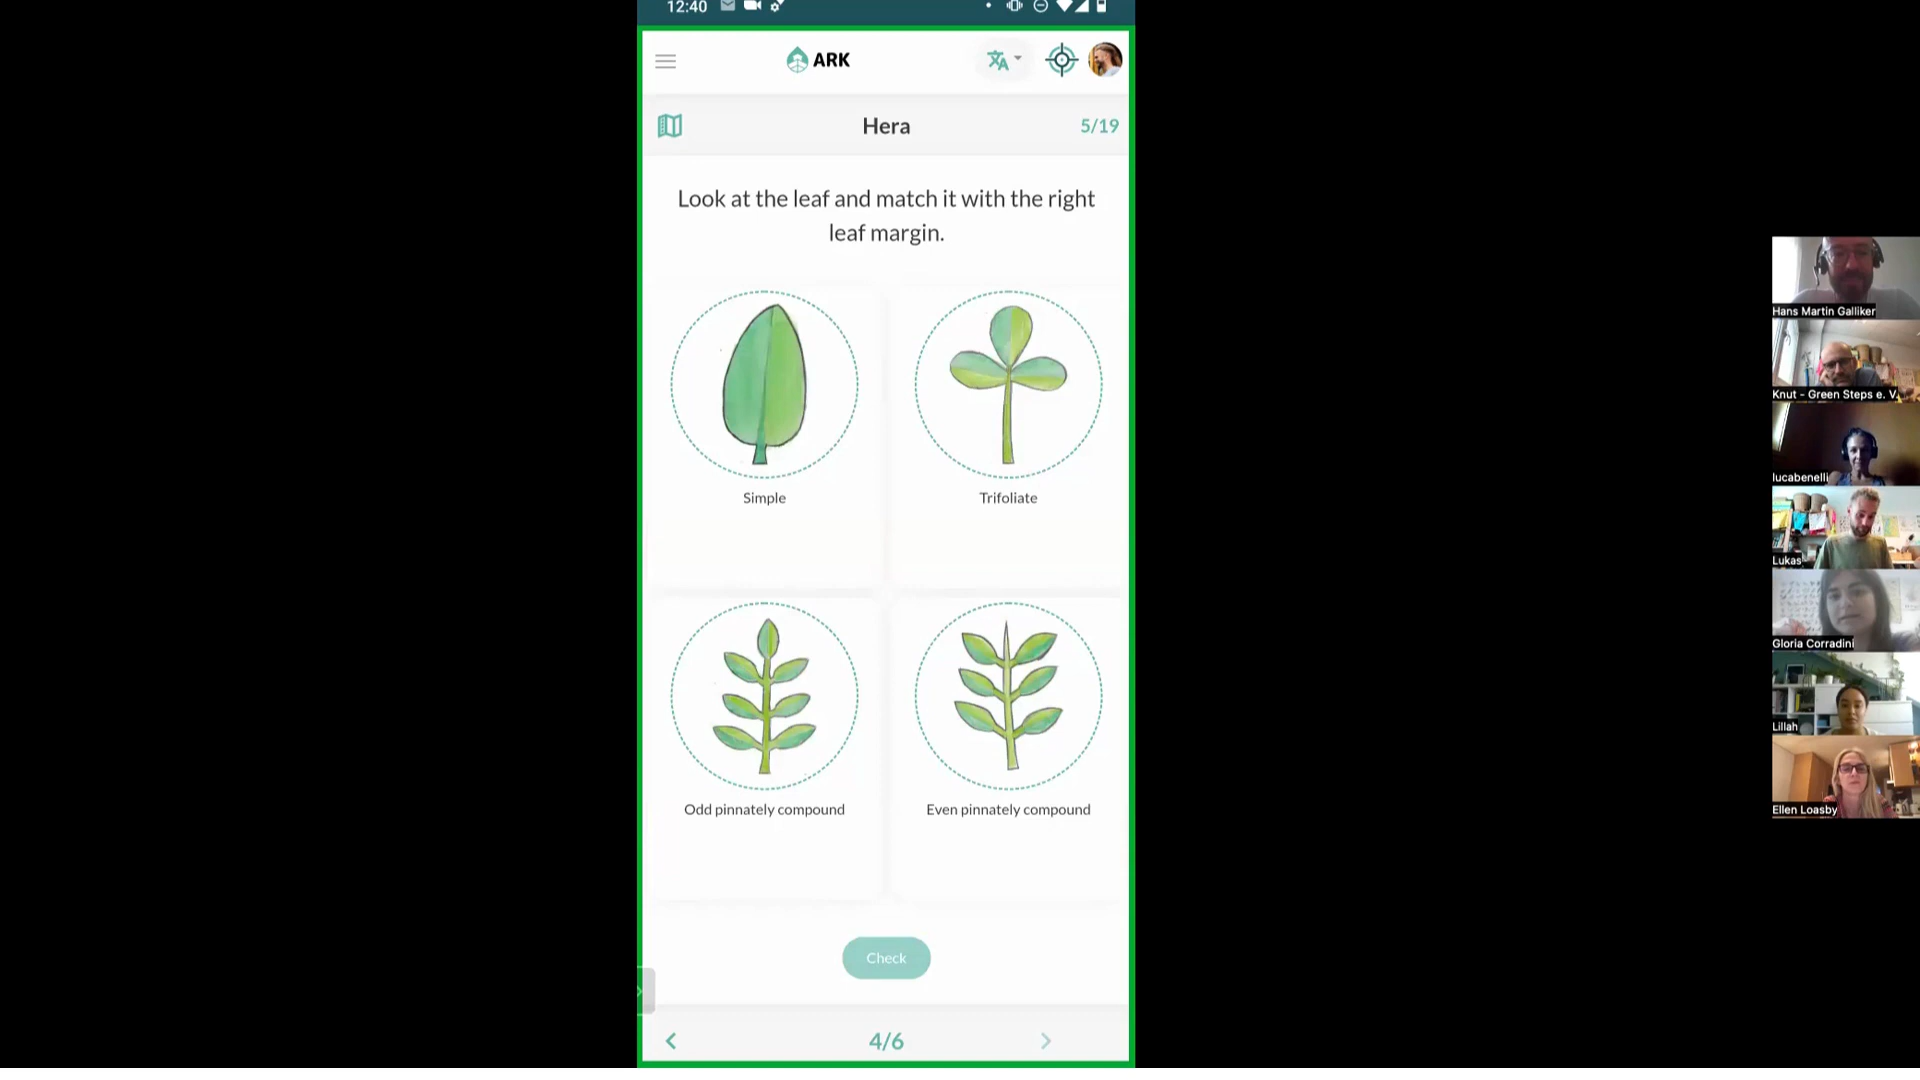 12:40
ARK
Hera
5/19
Look at the leaf and match it with the right
leaf margin.
Simple
Trifoliate
Odd pinnately compound
Even pinnately compound
Check
4/6
Hans Martin Galliker
Knut - Green Steps e. V.
lucabenelli
Lukas
Gloria Corradini
Lillah
Ellen Loasby